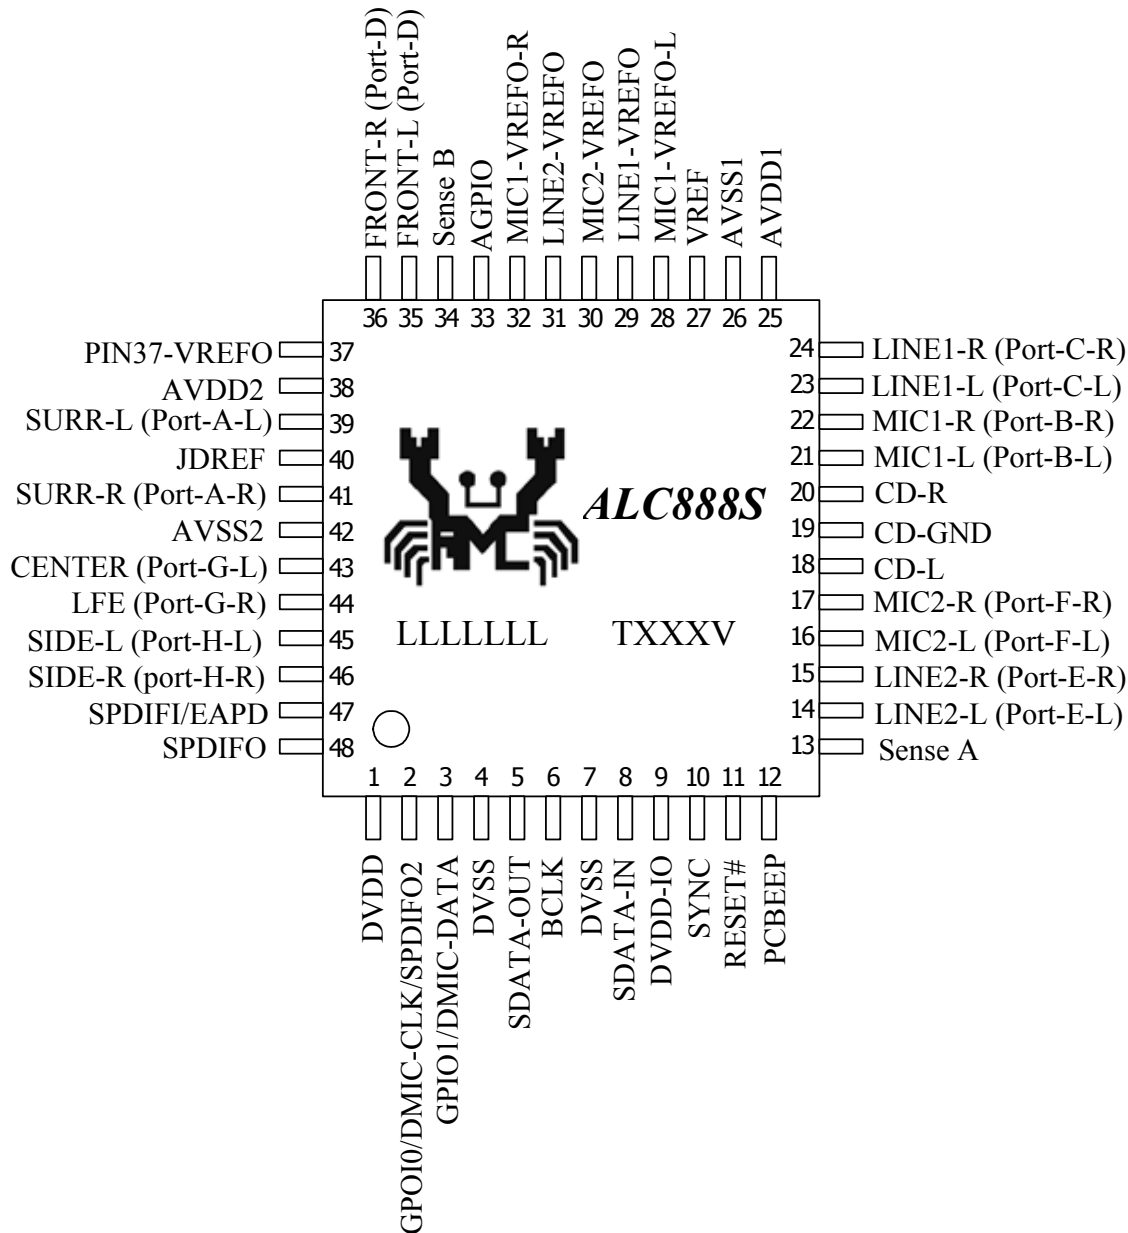 FRONT-R (Port-D)
FRONT-L (Port-D)
Sense B
AGPIO
MIC1-VREFO-R
LINE2-VREFO
MIC2-VREFO
LINE1-VREFO
MIC1-VREFO-L
VREF
AVSS1
AVDD1
36 35 34 33 32 31 30 29 28 27 26 25
PIN37-VREFO 37
AVDD2 38
SURR-L (Port-A-L) 39
JDREF 40
SURR-R (Port-A-R) 41
AVSS2 42
CENTER (Port-G-L) 43
LFE (Port-G-R) 44
SIDE-L (Port-H-L) 45
SIDE-R (port-H-R) 46
SPDIFI/EAPD 47
SPDIFO 48
ALC888S
LLLLLLL TXXXV
24 LINE1-R (Port-C-R)
23 LINE1-L (Port-C-L)
22 MIC1-R (Port-B-R)
21 MIC1-L (Port-B-L)
20 CD-R
19 CD-GND
18 CD-L
17 MIC2-R (Port-F-R)
16 MIC2-L (Port-F-L)
15 LINE2-R (Port-E-R)
14 LINE2-L (Port-E-L)
13 Sense A
1 2 3 4 5 6 7 8 9 10 11 12
DVDD
GPOI0/DMIC-CLK/SPDIFO2
GPIO1/DMIC-DATA
DVSS
SDATA-OUT
BCLK
DVSS
SDATA-IN
DVDD-IO
SYNC
RESET#
PCBEEP